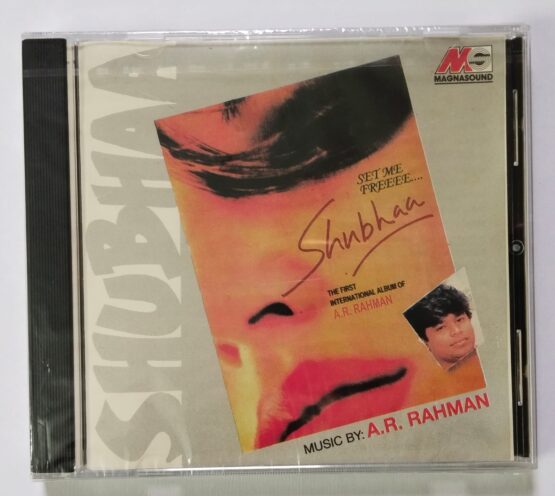 SHUBHAA
MAGNASOUND
SET ME
FREEEE....
Shubhaa
THE FIRST
INTERNATIONAL ALBUM OF
A.R. RAHMAN
MUSIC BY: A.R. RAHMAN